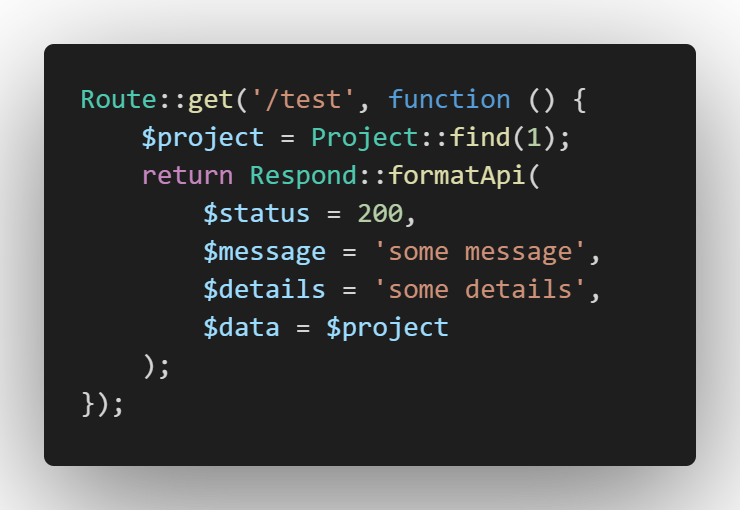 Route::get('/test', function () {
    $project = Project::find(1);
    return Respond::formatApi(
        $status = 200,
        $message = 'some message',
        $details = 'some details',
        $data = $project
    );
});